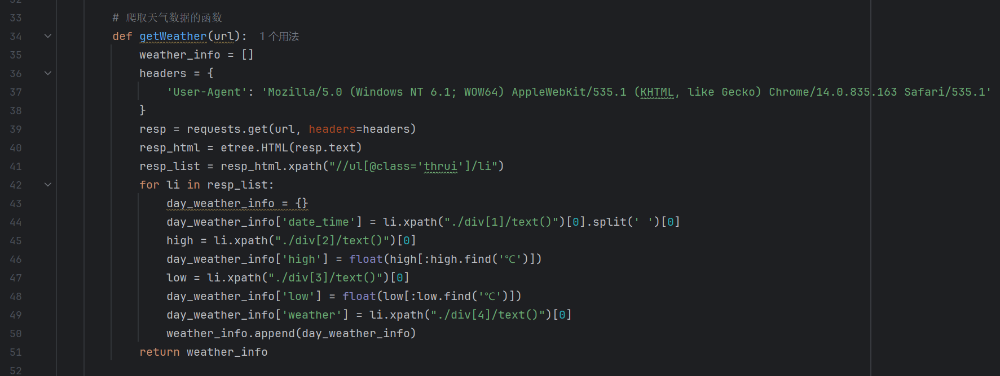 33 # 爬取天气数据的函数
34 def getWeather(url): 1 个用法
35 weather_info = []
36 headers = {
37 'User-Agent': 'Mozilla/5.0 (Windows NT 6.1; WOW64) AppleWebKit/535.1 (KHTML, like Gecko) Chrome/14.0.835.163 Safari/535.1'
38 }
39 resp = requests.get(url, headers=headers)
40 resp_html = etree.HTML(resp.text)
41 resp_list = resp_html.xpath("//ul[@class='thrui']/li")
42 for li in resp_list:
43 day_weather_info = {}
44 day_weather_info['date_time'] = li.xpath("./div[1]/text()")[0].split(' ')[0]
45 high = li.xpath("./div[2]/text()")[0]
46 day_weather_info['high'] = float(high[:high.find('℃')])
47 low = li.xpath("./div[3]/text()")[0]
48 day_weather_info['low'] = float(low[:low.find('℃')])
49 day_weather_info['weather'] = li.xpath("./div[4]/text()")[0]
50 weather_info.append(day_weather_info)
51 return weather_info
52